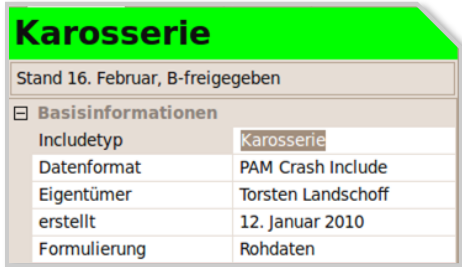 Karosserie
Stand 16. Februar, B-freigegeben
Basisinformationen
Includetyp Karosserie
Datenformat PAM Crash Include
Eigentümer Torsten Landschoff
erstellt 12. Januar 2010
Formulierung Rohdaten